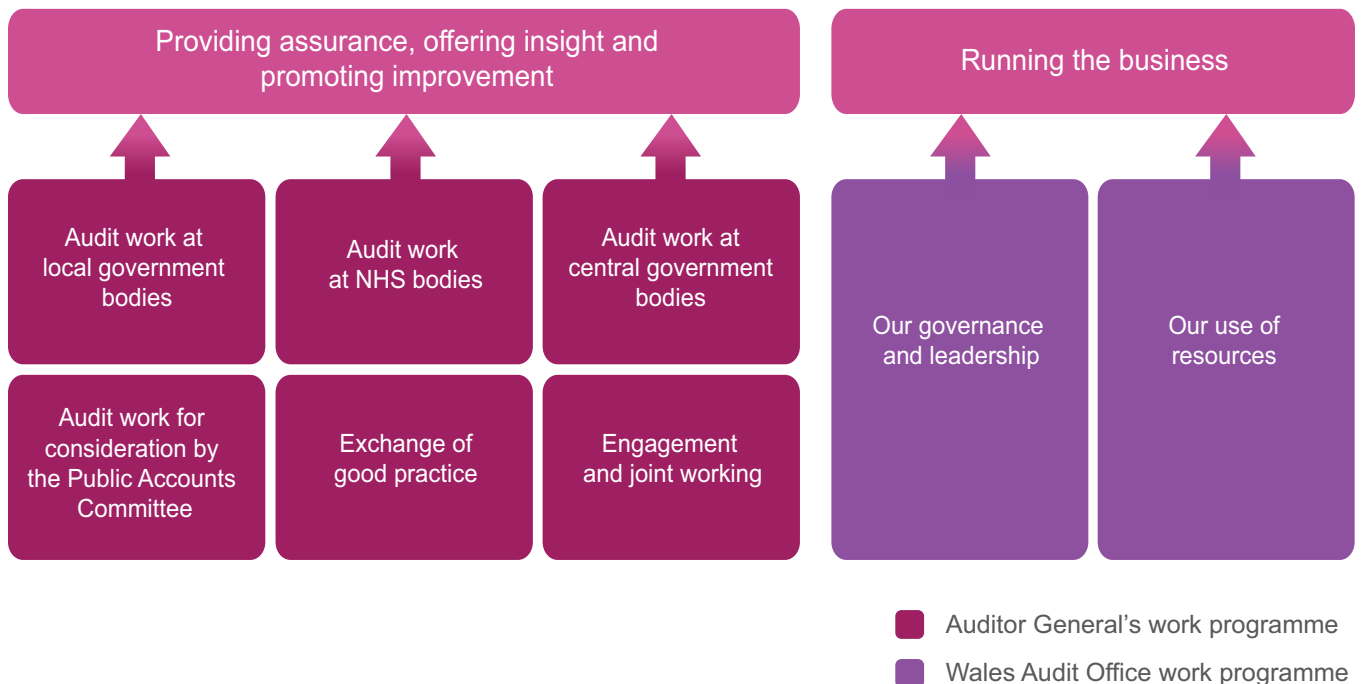 Providing assurance, offering insight and
promoting improvement
Running the business
Audit work at
local government
bodies
Audit work
at NHS bodies
Audit work at
central government
bodies
Our governance
and leadership
Our use of
resources
Audit work for
consideration by
the Public Accounts
Committee
Exchange of
good practice
Engagement
and joint working
Auditor General’s work programme
Wales Audit Office work programme